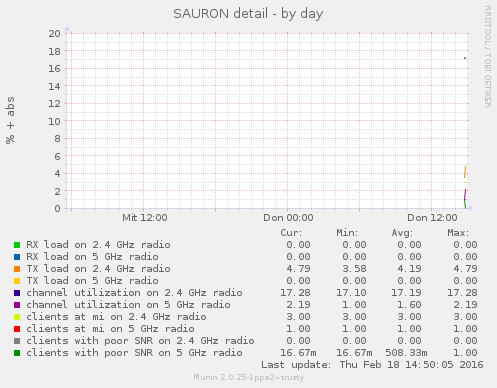 SAURON detail - by day
RRDTOOL / TOBI OETIKER
% + abs
20
18
16
14
12
10
8
6
4
2
0
Mit 12:00 Don 00:00 Don 12:00
Cur: Min: Avg: Max:
RX load on 2.4 GHz radio 0.00 0.00 0.00 0.00
RX load on 5 GHz radio 0.00 0.00 0.00 0.00
TX load on 2.4 GHz radio 4.79 3.58 4.19 4.79
TX load on 5 GHz radio 0.00 0.00 0.00 0.00
channel utilization on 2.4 GHz radio 17.28 17.10 17.19 17.28
channel utilization on 5 GHz radio 2.19 1.00 1.60 2.19
clients at mi on 2.4 GHz radio 3.00 3.00 3.00 3.00
clients at mi on 5 GHz radio 1.00 1.00 1.00 1.00
clients with poor SNR on 2.4 GHz radio 0.00 0.00 0.00 0.00
clients with poor SNR on 5 GHz radio 16.67m 16.67m 508.33m 1.00
Last update: Thu Feb 18 14:50:05 2016
Munin 2.0.25-1ppa2~trusty